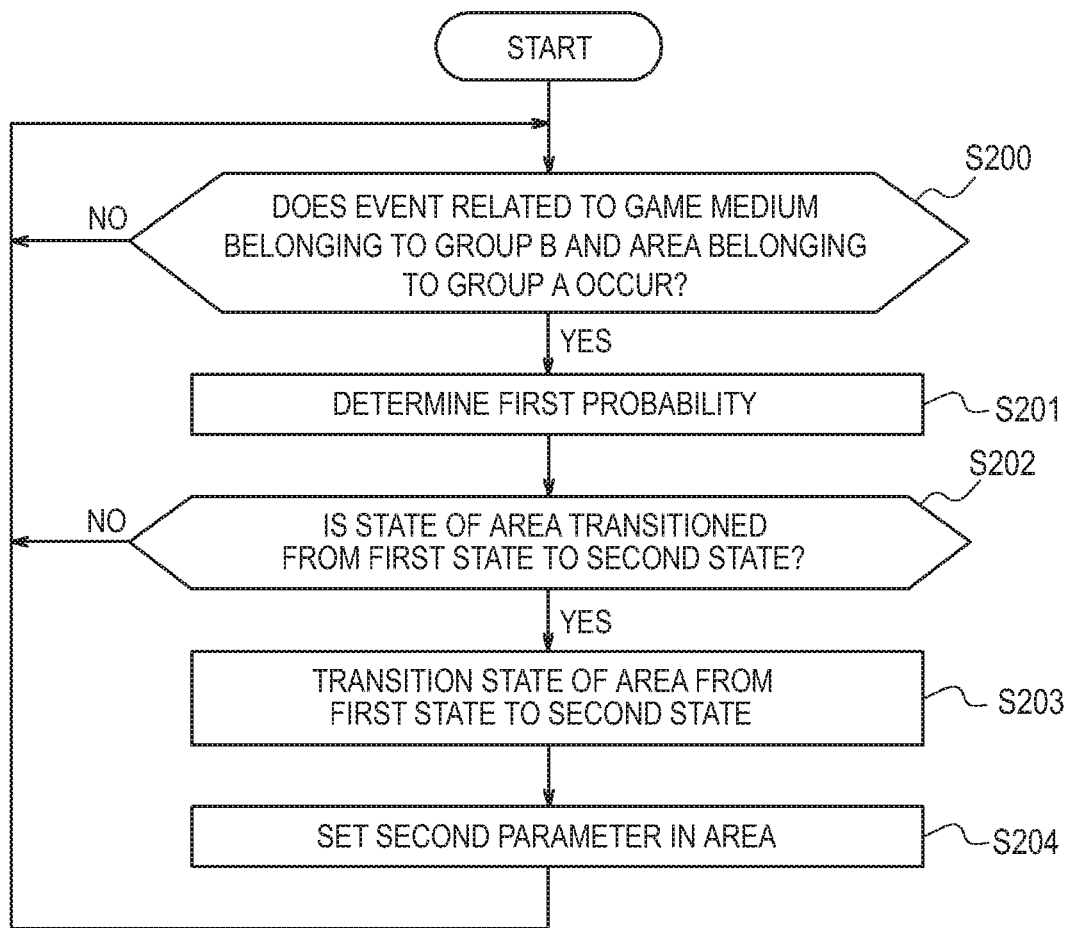 START
S200
NO
DOES EVENT RELATED TO GAME MEDIUM
BELONGING TO GROUP B AND AREA BELONGING
TO GROUP A OCCUR?
YES
DETERMINE FIRST PROBABILITY
S201
S202
NO
IS STATE OF AREA TRANSITIONED
FROM FIRST STATE TO SECOND STATE?
YES
TRANSITION STATE OF AREA FROM
FIRST STATE TO SECOND STATE
S203
SET SECOND PARAMETER IN AREA
S204